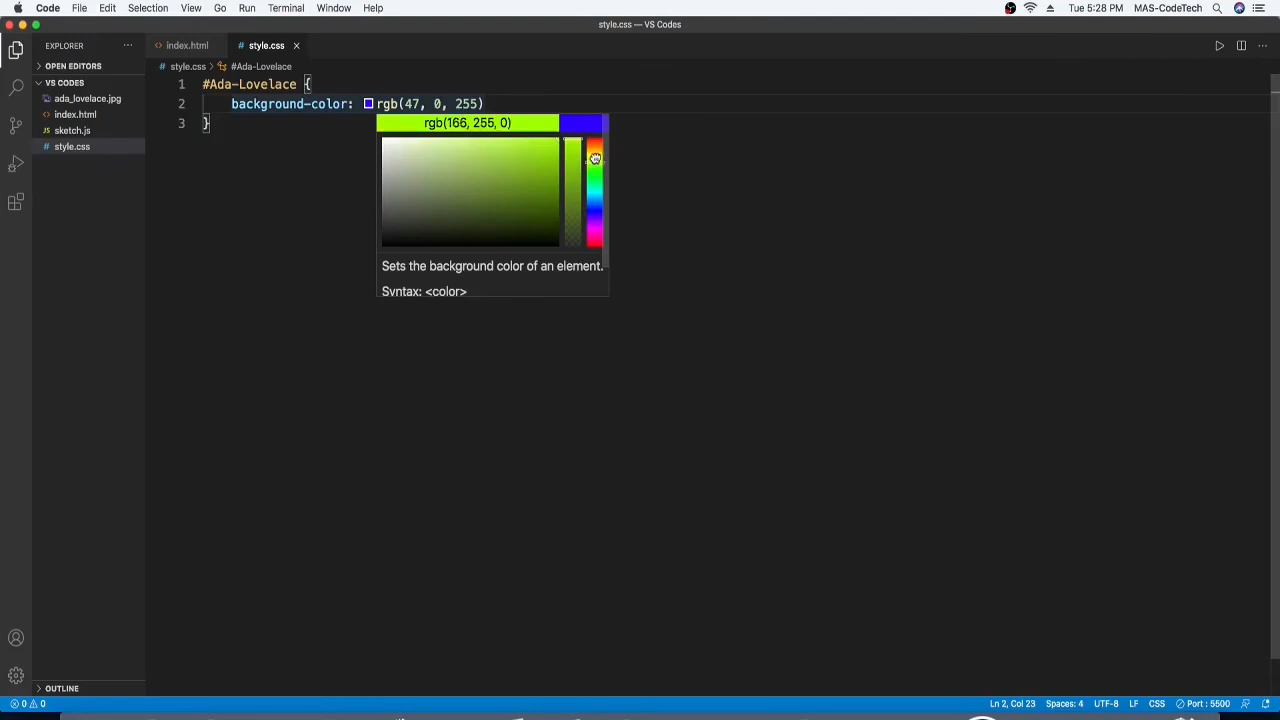 Code File Edit Selection View Go Run Terminal Window Help Tue 5:28 PM MAS-CodeTech
style.css — VS Codes
EXPLORER
index.html
# style.css
OPEN EDITORS
# style.css > #Ada-Lovelace
VS CODES
ada_lovelace.jpg
index.html
JS sketch.js
# style.css
1 #Ada-Lovelace {
2 background-color: rgb(47, 0, 255)
3 }
rgb(166, 255, 0)
Sets the background color of an element.
Syntax: <color>
OUTLINE
0 0 Ln 2, Col 23 Spaces: 4 UTF-8 LF CSS Port : 5500